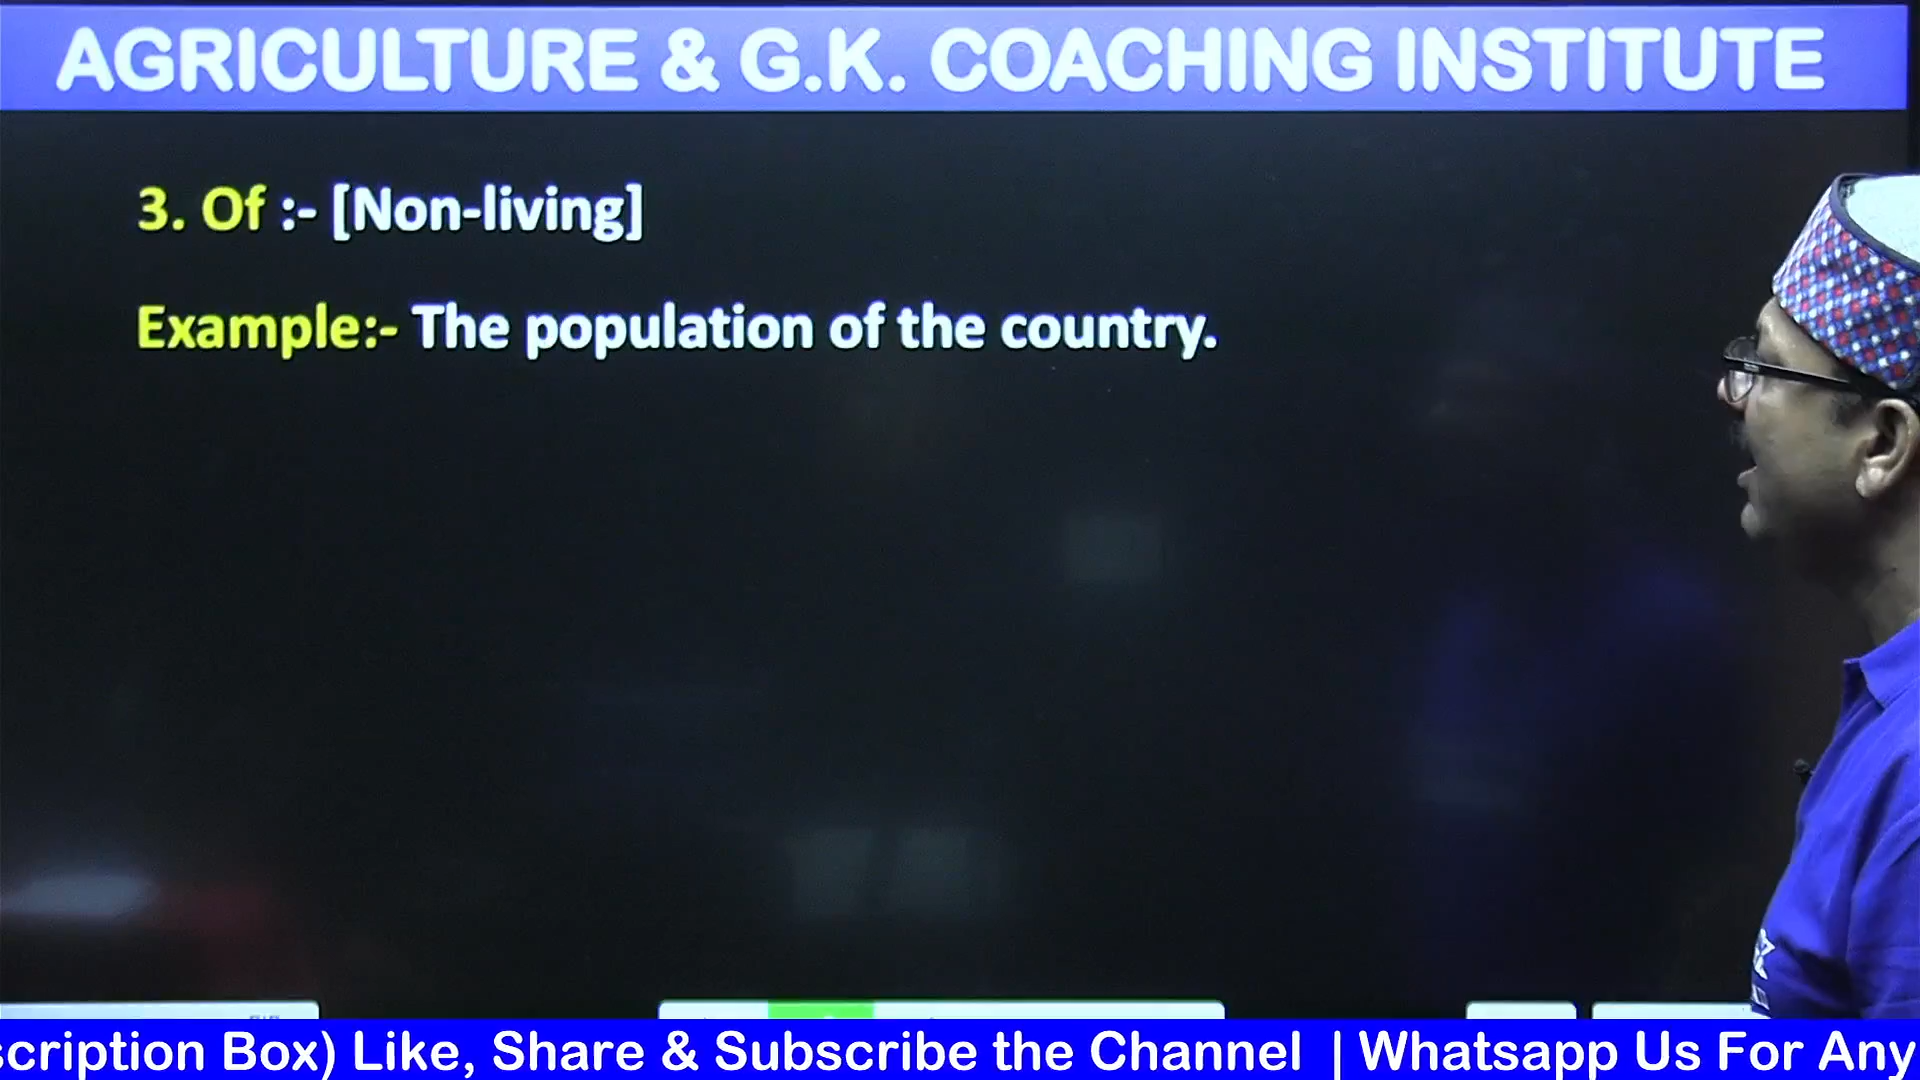 AGRICULTURE & G.K. COACHING INSTITUTE
3. Of :- [Non-living]
Example:- The population of the country.
scription Box) Like, Share & Subscribe the Channel | Whatsapp Us For Any